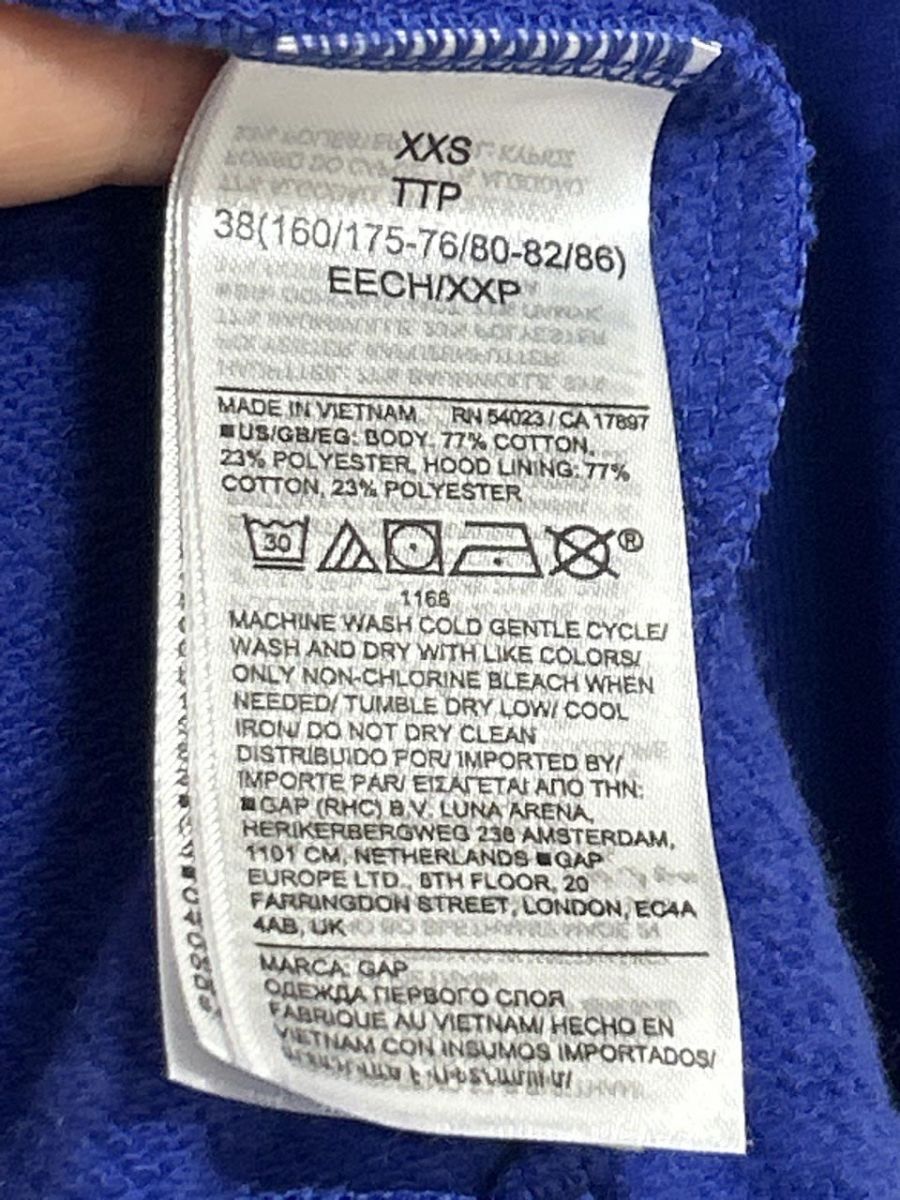 XXS
TTP
38(160/175-76/80-82/86)
EECH/XXP
MADE IN VIETNAM RN 54023 / CA 17897
■US/GB/EG: BODY: 77% COTTON,
23% POLYESTER, HOOD LINING: 77%
COTTON, 23% POLYESTER
30
®
1168
MACHINE WASH COLD GENTLE CYCLE/
WASH AND DRY WITH LIKE COLORS/
ONLY NON-CHLORINE BLEACH WHEN
NEEDED/ TUMBLE DRY LOW/ COOL
IRON/ DO NOT DRY CLEAN
DISTRIBUIDO POR/ IMPORTED BY/
IMPORTE PAR/ ΕΙΣΑΓΕΤΑΙ ΑΠΟ ΤΗΝ:
■GAP (RHC) B.V. LUNA ARENA,
HERIKERBERGWEG 238 AMSTERDAM,
1101 CM, NETHERLANDS ■GAP
EUROPE LTD., 8TH FLOOR, 20
FARRINGDON STREET, LONDON, EC4A
4AB, UK
MARCA: GAP
ОДЕЖДА ПЕРВОГО СЛОЯ
FABRIQUE AU VIETNAM/ HECHO EN
VIETNAM CON INSUMOS IMPORTADOS/